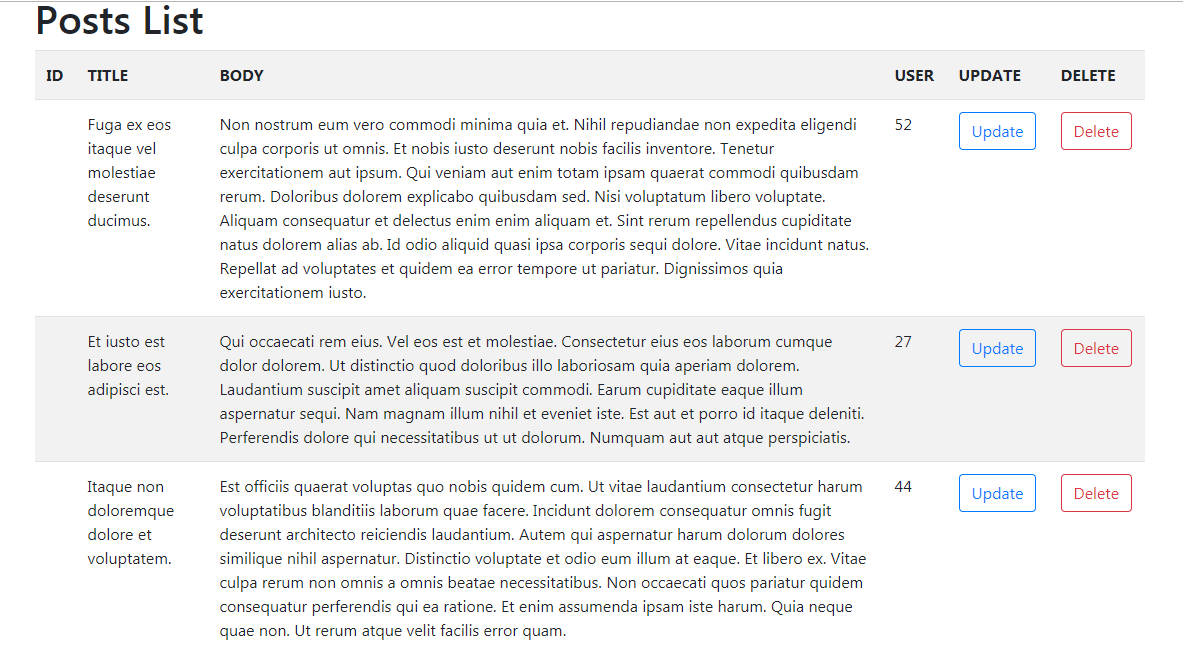 Posts List
ID TITLE BODY USER UPDATE DELETE
Fuga ex eos
itaque vel
molestiae
deserunt
ducimus.
Non nostrum eum vero commodi minima quia et. Nihil repudiandae non expedita eligendi
culpa corporis ut omnis. Et nobis iusto deserunt nobis facilis inventore. Tenetur
exercitationem aut ipsum. Qui veniam aut enim totam ipsam quaerat commodi quibusdam
rerum. Doloribus dolorem explicabo quibusdam sed. Nisi voluptatum libero voluptate.
Aliquam consequatur et delectus enim enim aliquam et. Sint rerum repellendus cupiditate
natus dolorem alias ab. Id odio aliquid quasi ipsa corporis sequi dolore. Vitae incidunt natus.
Repellat ad voluptates et quidem ea error tempore ut pariatur. Dignissimos quia
exercitationem iusto.
52
Update
Delete
Et iusto est
labore eos
adipisci est.
Qui occaecati rem eius. Vel eos est et molestiae. Consectetur eius eos laborum cumque
dolor dolorem. Ut distinctio quod doloribus illo laboriosam quia aperiam dolorem.
Laudantium suscipit amet aliquam suscipit commodi. Earum cupiditate eaque illum
aspernatur sequi. Nam magnam illum nihil et eveniet iste. Est aut et porro id itaque deleniti.
Perferendis dolore qui necessitatibus ut ut dolorum. Numquam aut aut atque perspiciatis.
27
Update
Delete
Itaque non
doloremque
dolore et
voluptatem.
Est officiis quaerat voluptas quo nobis quidem cum. Ut vitae laudantium consectetur harum
voluptatibus blanditiis laborum quae facere. Incidunt dolorem consequatur omnis fugit
deserunt architecto reiciendis laudantium. Autem qui aspernatur harum dolorum dolores
similique nihil aspernatur. Distinctio voluptate et odio eum illum at eaque. Et libero ex. Vitae
culpa rerum non omnis a omnis beatae necessitatibus. Non occaecati quos pariatur quidem
consequatur perferendis qui ea ratione. Et enim assumenda ipsam iste harum. Quia neque
quae non. Ut rerum atque velit facilis error quam.
44
Update
Delete